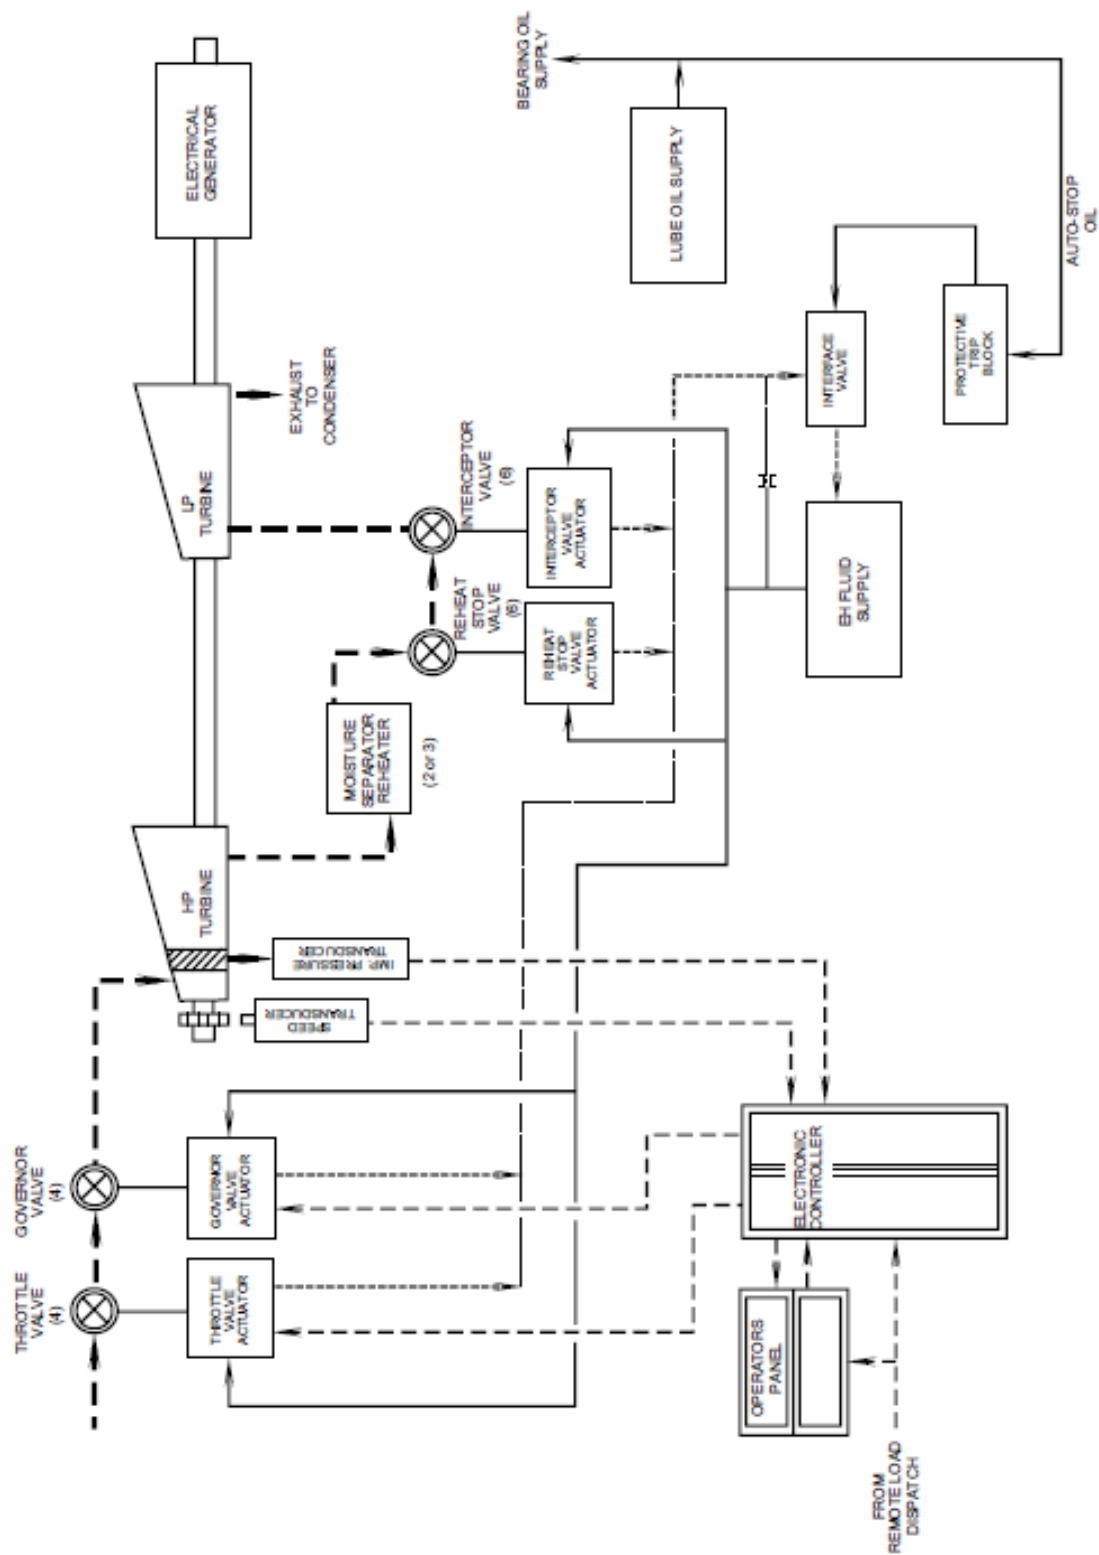 THROTTLE
VALVE
(4)
GOVERNOR
VALVE
(4)
THROTTLE
VALVE
ACTUATOR
GOVERNOR
VALVE
ACTUATOR
SPEED
TRANSDUCER
IMP. PRESSURE
TRANSDUCER
HP
TURBINE
MOISTURE
SEPARATOR
REHEATER
(2 or 3)
LP
TURBINE
EXHAUST
TO
CONDENSER
ELECTRICAL
GENERATOR
REHEAT
STOP
VALVE
(6)
INTERCEPTOR
VALVE
(6)
REHEAT
STOP
VALVE
ACTUATOR
INTERCEPTOR
VALVE
ACTUATOR
BEARING OIL
SUPPLY
LUBE OIL SUPPLY
INTERFACE
VALVE
EH FLUID
SUPPLY
PROTECTIVE
TRIP
BLOCK
AUTO-STOP
OIL
OPERATORS
PANEL
ELECTRONIC
CONTROLLER
FROM
REMOTE LOAD
DISPATCH